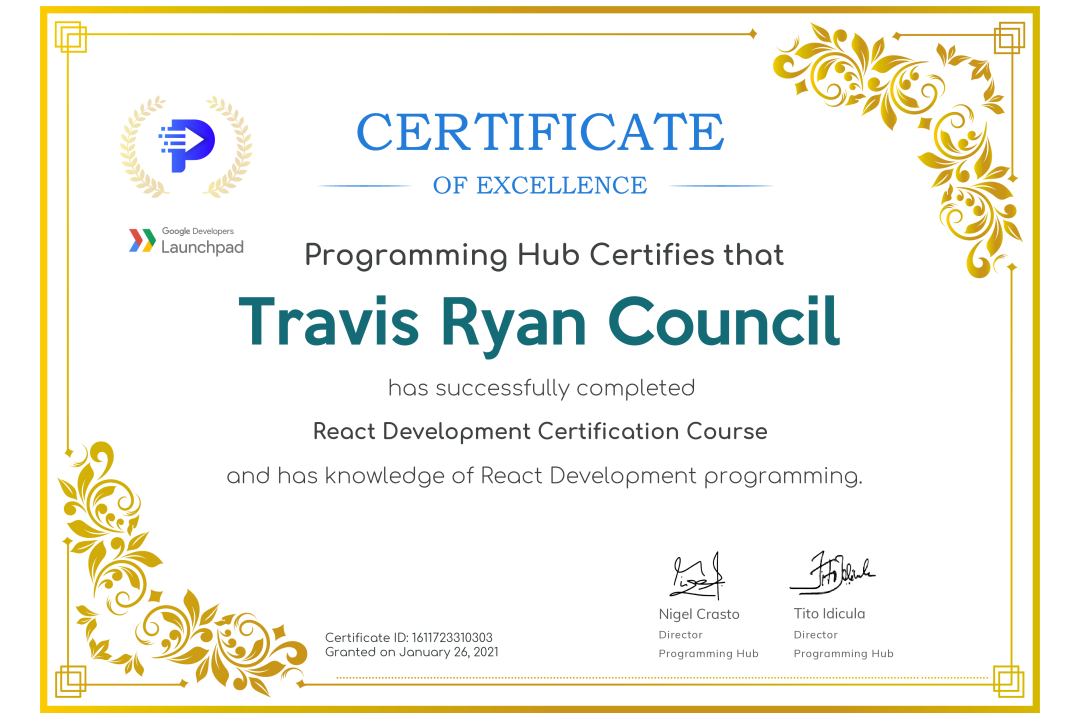 CERTIFICATE
OF EXCELLENCE
Google Developers
Launchpad
Programming Hub Certifies that
Travis Ryan Council
has successfully completed
React Development Certification Course
and has knowledge of React Development programming.
Nigel Crasto
Director
Programming Hub
Tito Idicula
Director
Programming Hub
Certificate ID: 1611723310303
Granted on January 26, 2021